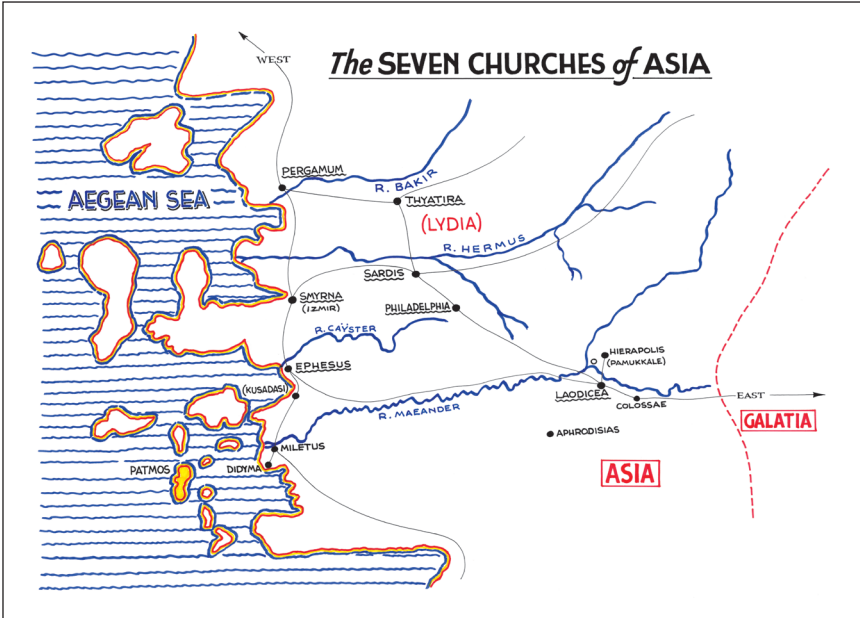 The SEVEN CHURCHES of ASIA
WEST
PERGAMUM
R. BAKIR
AEGEAN SEA
THYATIRA
(LYDIA)
R. HERMUS
SARDIS
SMYRNA
(IZMIR)
PHILADELPHIA
R. CAŸSTER
HIERAPOLIS
(PAMUKKALE)
EPHESUS
(KUSADASI)
LAODICEA
EAST
COLOSSAE
R. MAEANDER
GALATIA
APHRODISIAS
MILETUS
PATMOS
DIDYMA
ASIA